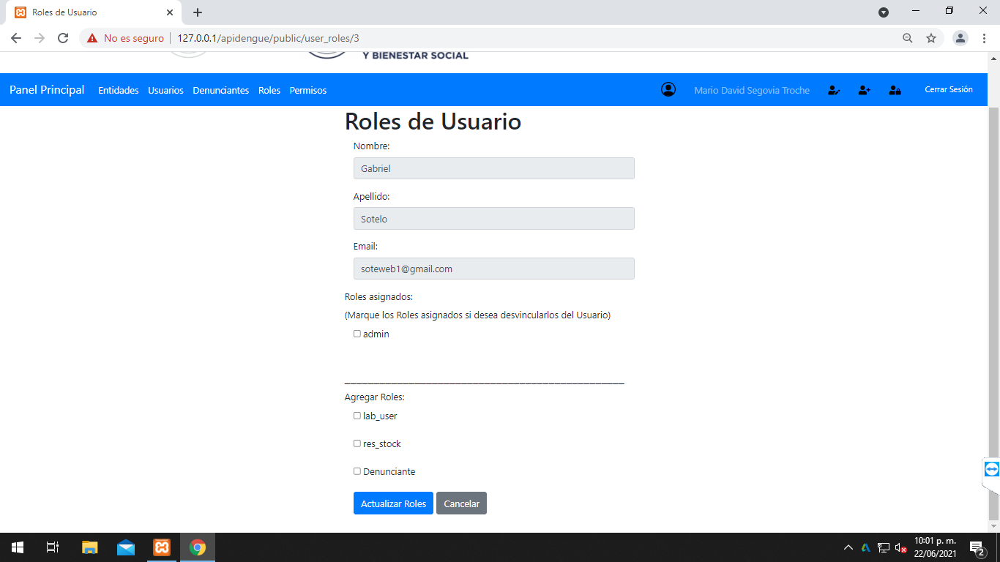 Roles de Usuario
No es seguro 127.0.0.1/apidengue/public/user_roles/3
Y BIENESTAR SOCIAL
Panel Principal Entidades Usuarios Denunciantes Roles Permisos Mario David Segovia Troche Cerrar Sesión
Roles de Usuario
Nombre:
Gabriel
Apellido:
Sotelo
Email:
soteweb1@gmail.com
Roles asignados:
(Marque los Roles asignados si desea desvincularlos del Usuario)
admin
Agregar Roles:
lab_user
res_stock
Denunciante
Actualizar Roles Cancelar
10:01 p. m.
22/06/2021
2